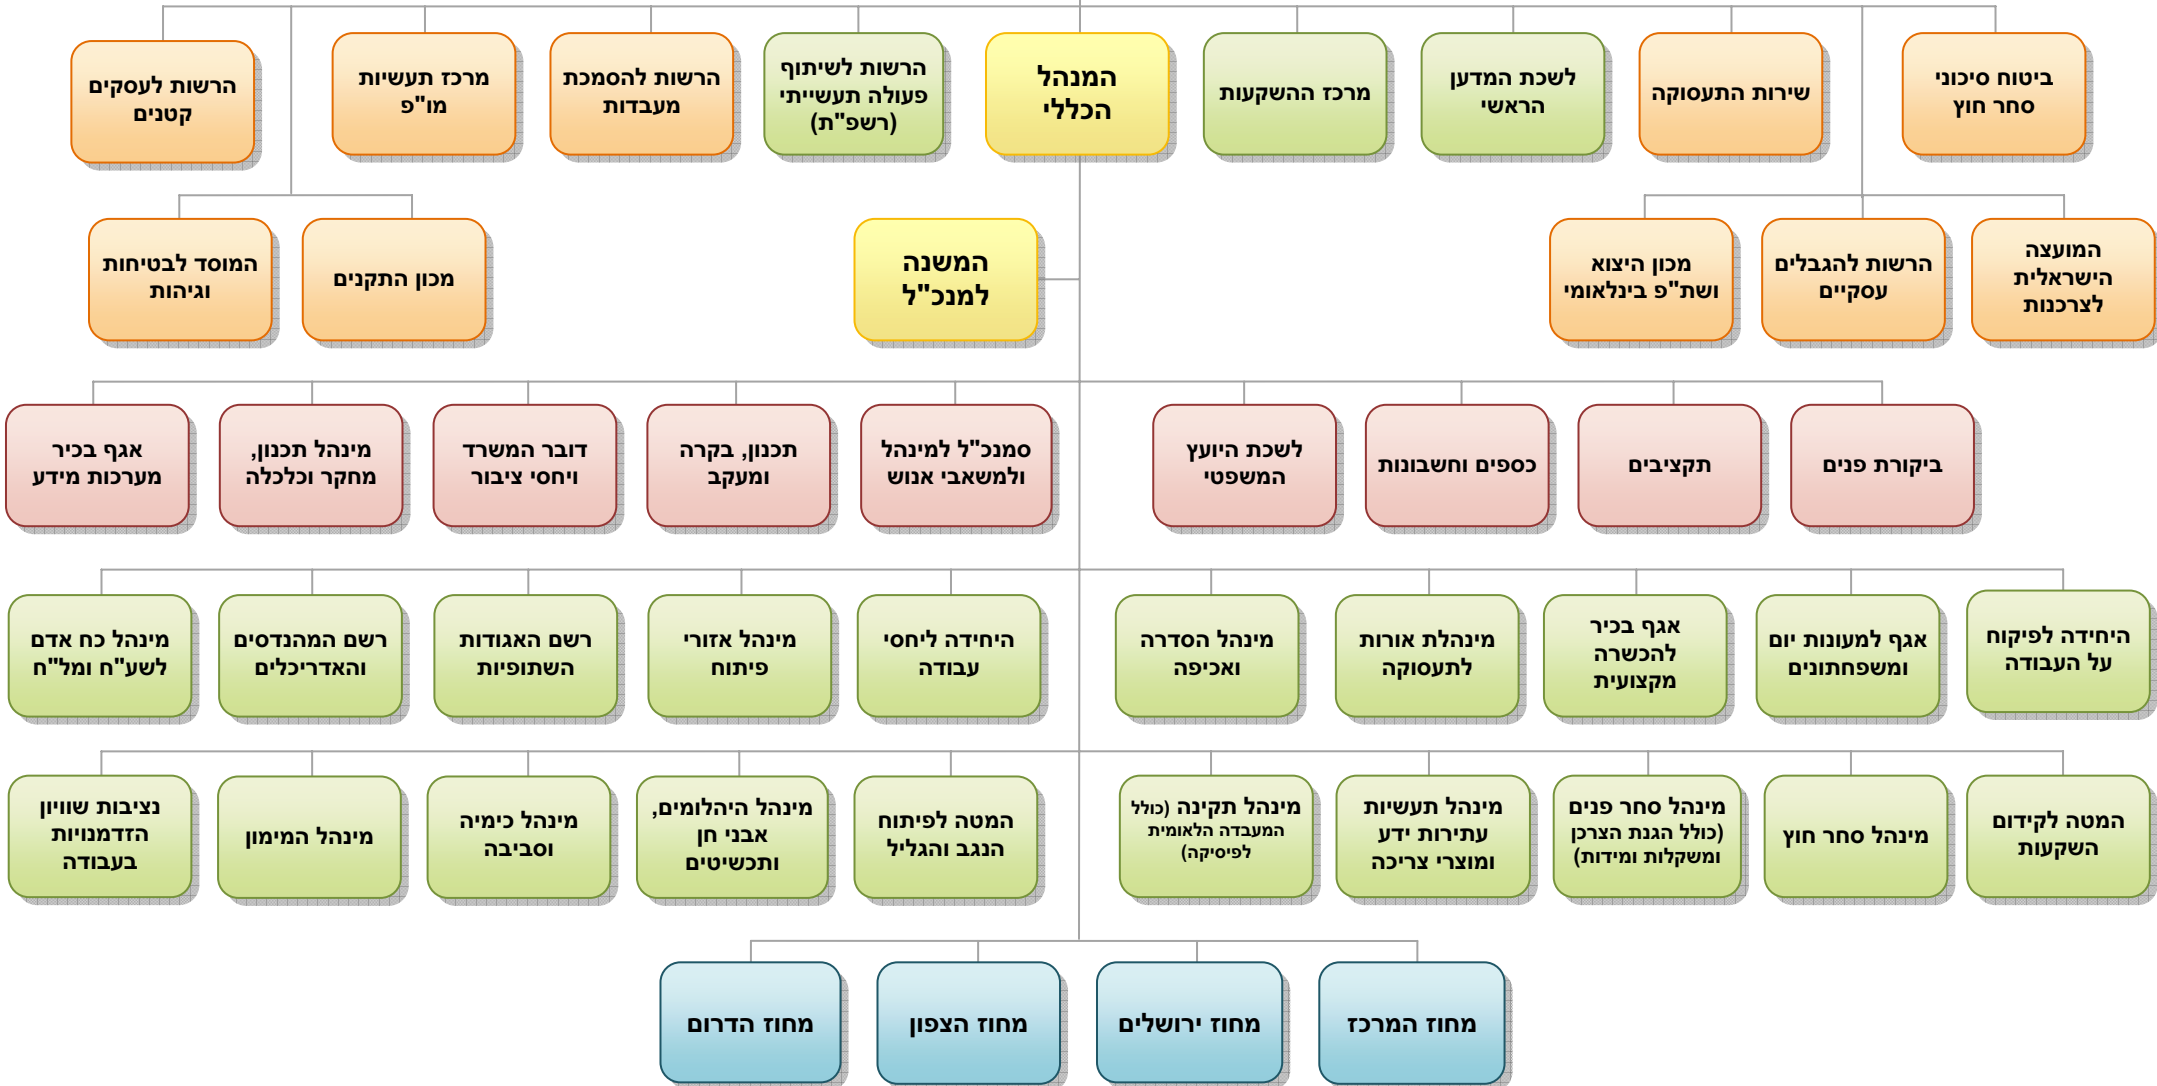 ביטוח סיכוני
סחר חוץ
שירות התעסוקה
לשכת המדען
הראשי
מרכז ההשקעות
המנהל
הכללי
הרשות לשיתוף
פעולה תעשייתי
(רשפ"ת)
הרשות להסמכת
מעבדות
מרכז תעשיות
מו"פ
הרשות לעסקים
קטנים
המועצה
הישראלית
לצרכנות
הרשות להגבלים
עסקיים
מכון היצוא
ושת"פ בינלאומי
המשנה
למנכ"ל
מכון התקנים
המוסד לבטיחות
וגיהות
ביקורת פנים
תקציבים
כספים וחשבונות
לשכת היועץ
המשפטי
סמנכ"ל למינהל
ולמשאבי אנוש
תכנון, בקרה
ומעקב
דובר המשרד
ויחסי ציבור
מינהל תכנון,
מחקר וכלכלה
אגף בכיר
מערכות מידע
היחידה לפיקוח
על העבודה
אגף למעונות יום
ומשפחתונים
אגף בכיר
להכשרה
מקצועית
מינהלת אורות
לתעסוקה
מינהל הסדרה
ואכיפה
היחידה ליחסי
עבודה
מינהל אזורי
פיתוח
רשם האגודות
השתופיות
רשם המהנדסים
והאדריכלים
מינהל כח אדם
לשע"ח ומל"ח
המטה לקידום
השקעות
מינהל סחר חוץ
מינהל סחר פנים
(כולל הגנת הצרכן
ומשקלות ומידות)
מינהל תעשיות
עתירות ידע
ומוצרי צריכה
מינהל תקינה (כולל
המעבדה הלאומית
לפיסיקה)
המטה לפיתוח
הנגב והגליל
מינהל היהלומים,
אבני חן
ותכשיטים
מינהל כימיה
וסביבה
מינהל המימון
נציבות שוויון
הזדמנויות
בעבודה
מחוז המרכז
מחוז ירושלים
מחוז הצפון
מחוז הדרום